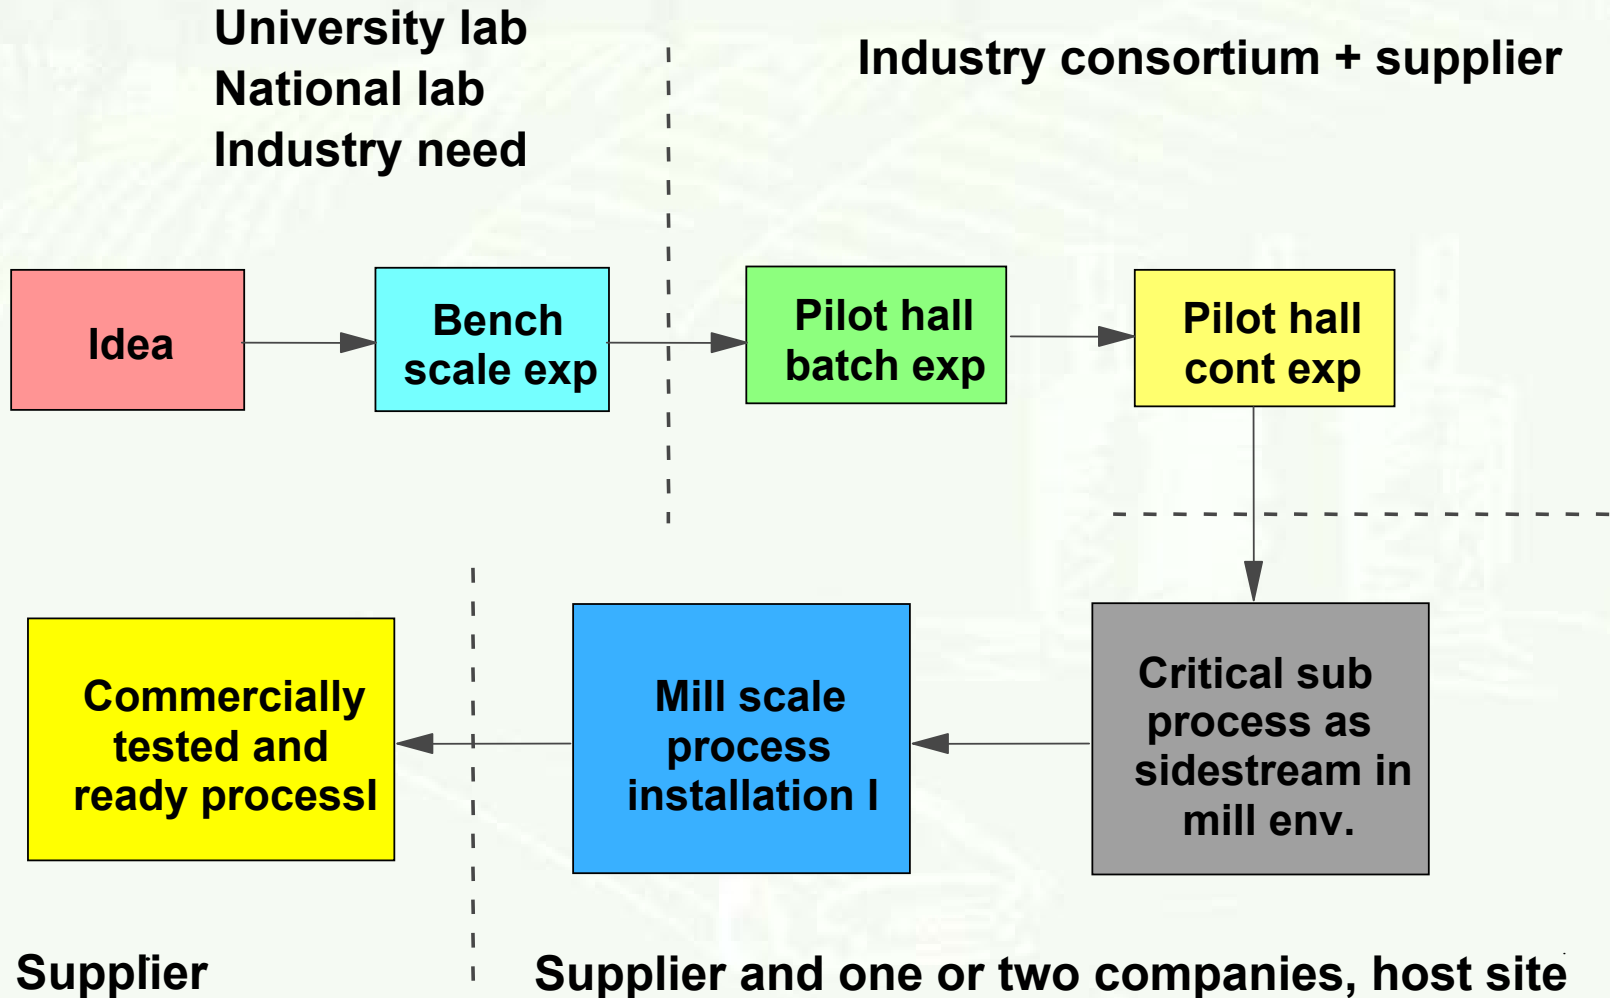 University lab
National lab
Industry need
Industry consortium + supplier
Idea
Bench
scale exp
Pilot hall
batch exp
Pilot hall
cont exp
Critical sub
process as
sidestream in
mill env.
Mill scale
process
installation I
Commercially
tested and
ready processl
Supplier
Supplier and one or two companies, host site